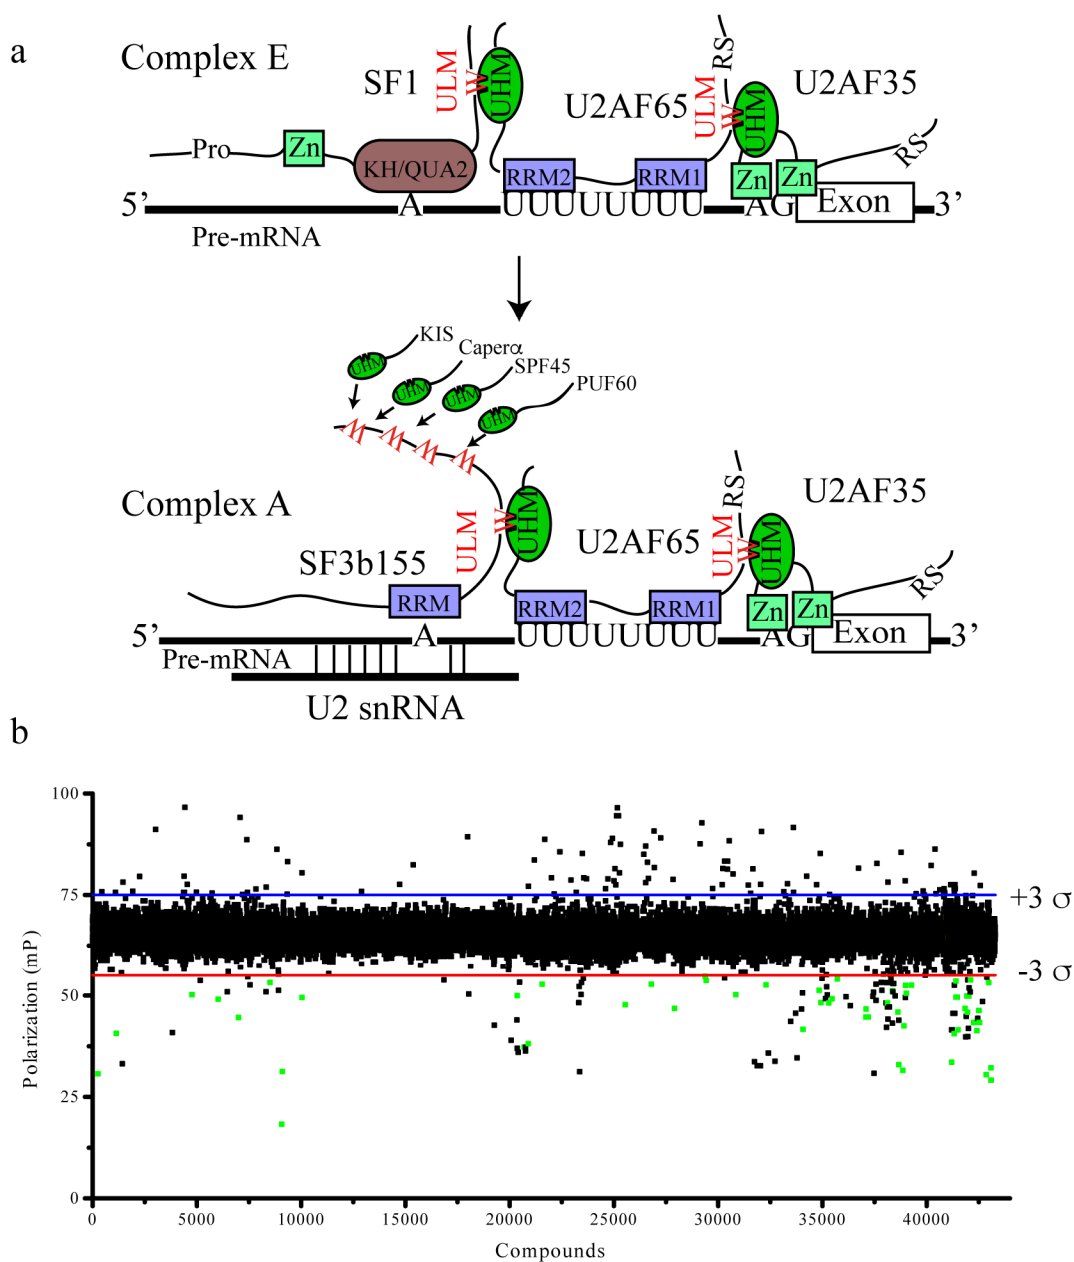 a
Complex E
SF1
ULM
W
UHM
U2AF65
ULM
W
RS
UHM
U2AF35
RS
Pro
Zn
KH/QUA2
RRM2
RRM1
Zn
Zn
5’
A
UUUUUUUU
AG
Exon
3’
Pre-mRNA
KIS
UHM
Caperα
UHM
SPF45
UHM
PUF60
UHM
W
W
W
W
Complex A
ULM
W
UHM
U2AF65
ULM
W
RS
UHM
U2AF35
RS
SF3b155
RRM
RRM2
RRM1
Zn
Zn
5’
A
UUUUUUUU
AG
Exon
3’
Pre-mRNA
U2 snRNA
b
Polarization (mP)
100
75
50
25
0
+3 σ
-3 σ
0 5000 10000 15000 20000 25000 30000 35000 40000
Compounds